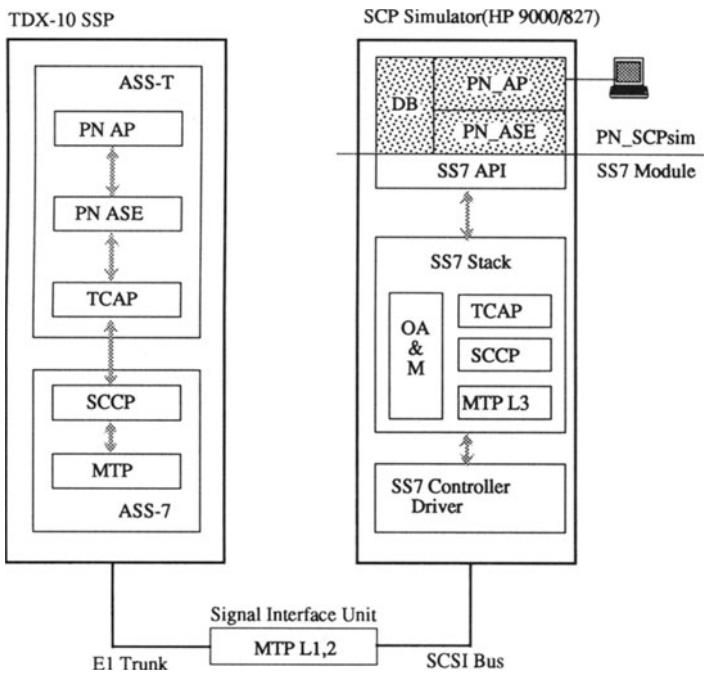 TDX-10 SSP
ASS-T
PN AP
PN ASE
TCAP
SCCP
MTP
ASS-7
SCP Simulator(HP 9000/827)
DB
PN_AP
PN_ASE
PN_SCPsim
SS7 API
SS7 Module
SS7 Stack
OA
&
M
TCAP
SCCP
MTP L3
SS7 Controller
Driver
Signal Interface Unit
MTP L1,2
E1 Trunk
SCSI Bus